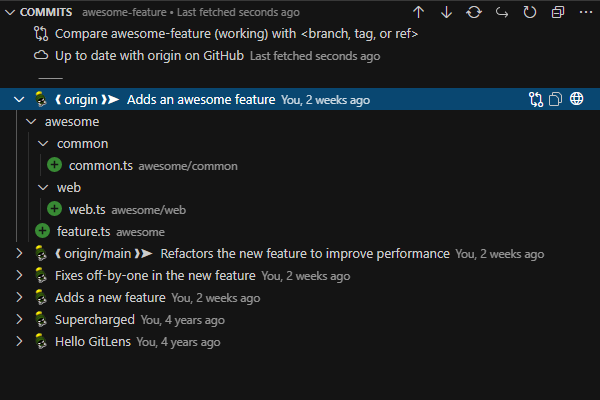 COMMITS awesome-feature • Last fetched seconds ago
Compare awesome-feature (working) with <branch, tag, or ref>
Up to date with origin on GitHub Last fetched seconds ago
❰ origin ❱➤ Adds an awesome feature You, 2 weeks ago
awesome
common
common.ts awesome/common
web
web.ts awesome/web
feature.ts awesome
❰ origin/main ❱➤ Refactors the new feature to improve performance You, 2 weeks ago
Fixes off-by-one in the new feature You, 2 weeks ago
Adds a new feature You, 2 weeks ago
Supercharged You, 4 years ago
Hello GitLens You, 4 years ago